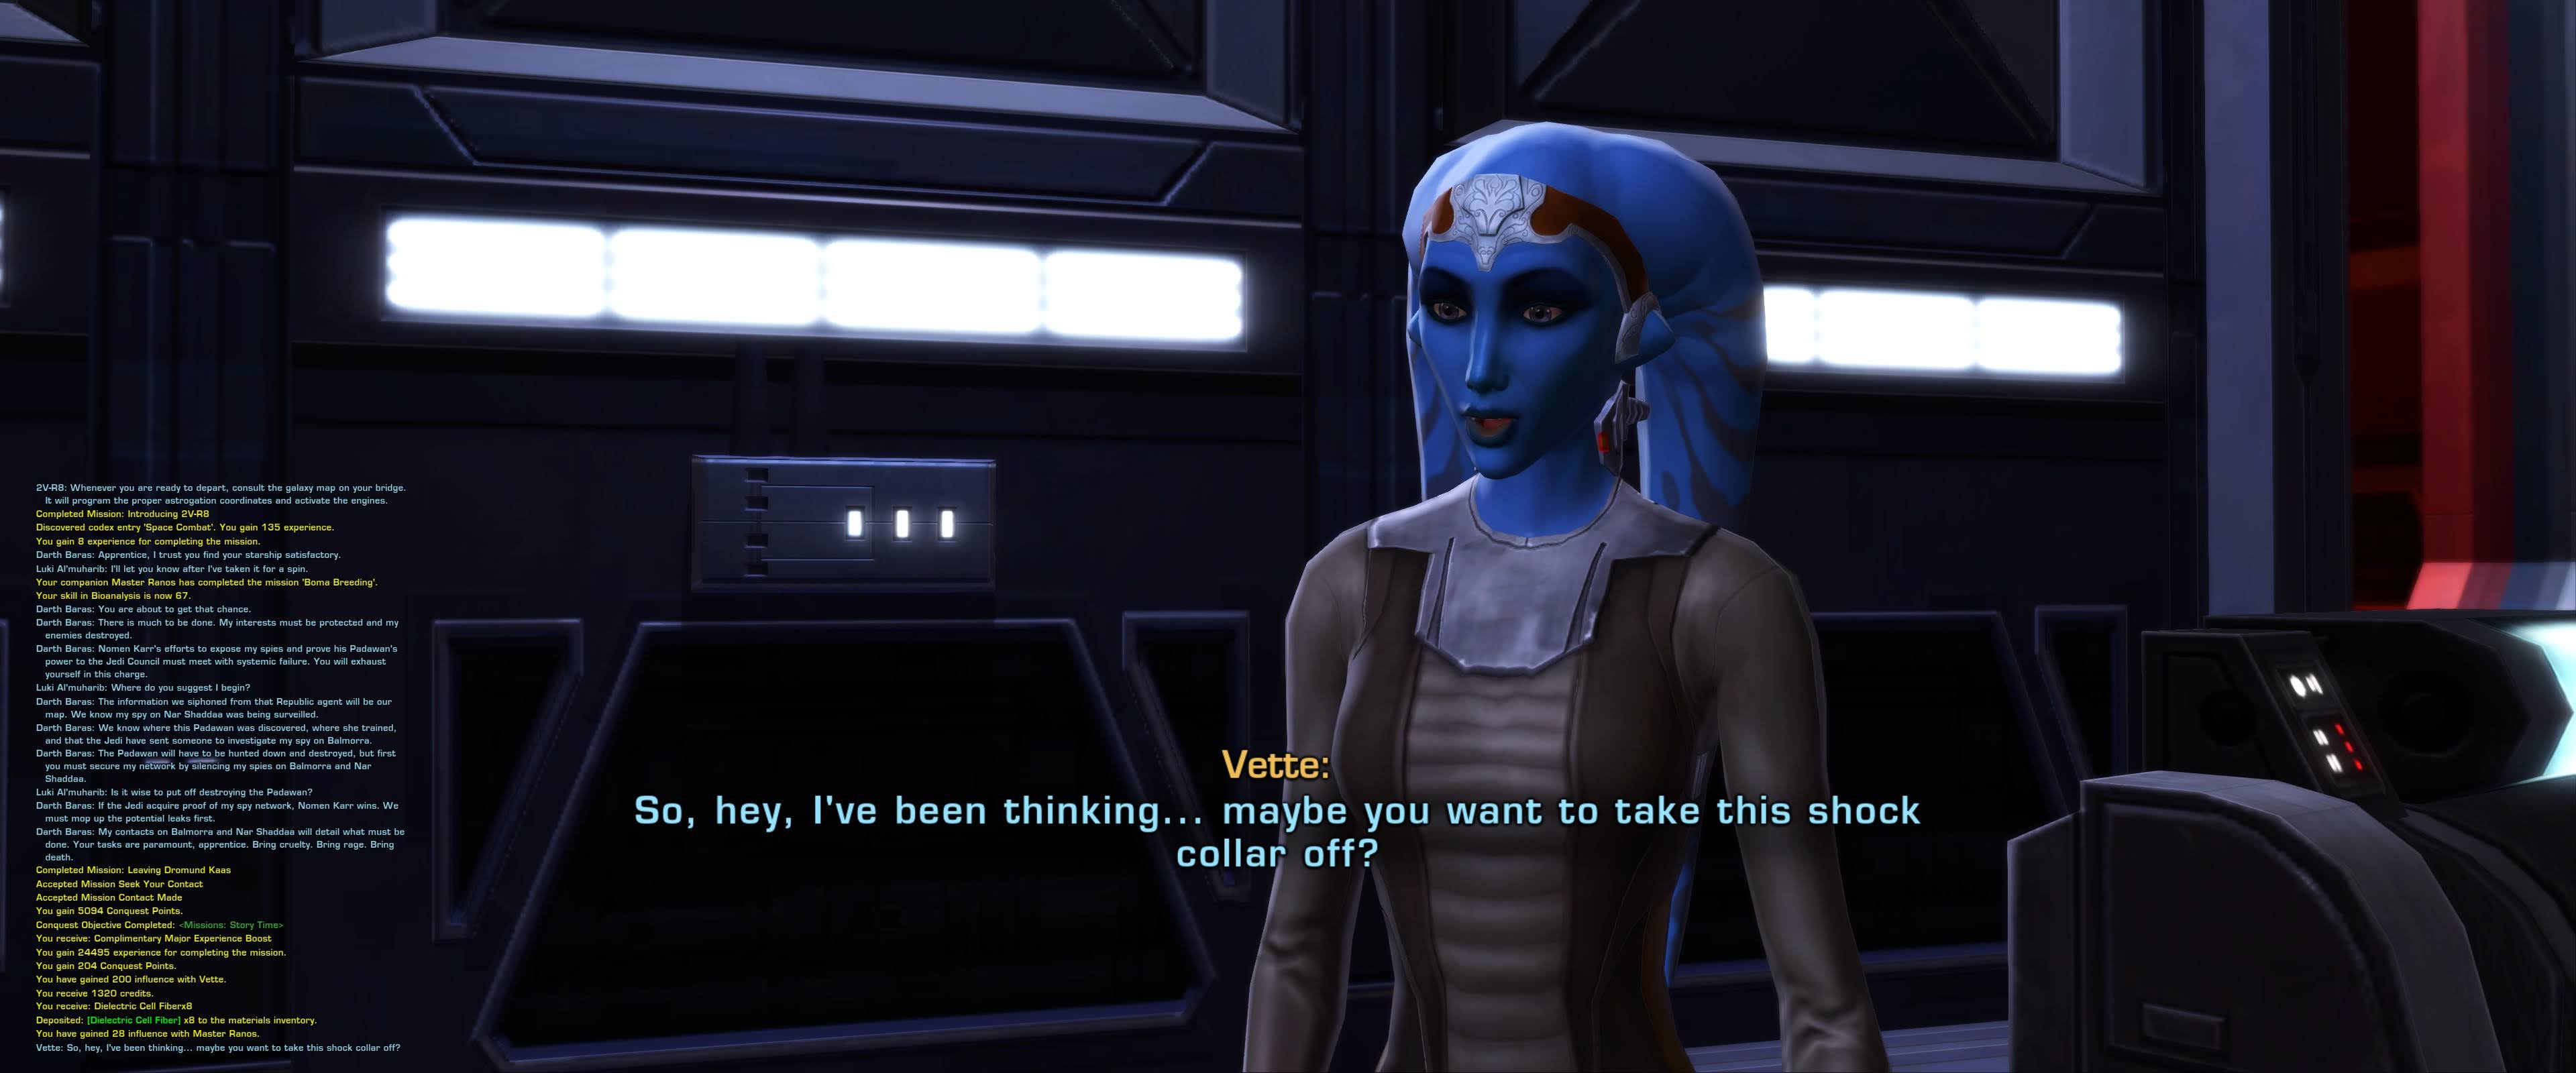 2V-R8: Whenever you are ready to depart, consult the galaxy map on your bridge.
It will program the proper astrogation coordinates and activate the engines.
Completed Mission: Introducing 2V-R8
Discovered codex entry 'Space Combat'. You gain 135 experience.
You gain 8 experience for completing the mission.
Darth Baras: Apprentice, I trust you find your starship satisfactory.
Luki Al'muharib: I'll let you know after I've taken it for a spin.
Your companion Master Ranos has completed the mission 'Boma Breeding'.
Your skill in Bioanalysis is now 67.
Darth Baras: You are about to get that chance.
Darth Baras: There is much to be done. My interests must be protected and my
enemies destroyed.
Darth Baras: Nomen Karr's efforts to expose my spies and prove his Padawan's
power to the Jedi Council must meet with systemic failure. You will exhaust
yourself in this charge.
Luki Al'muharib: Where do you suggest I begin?
Darth Baras: The information we siphoned from that Republic agent will be our
map. We know my spy on Nar Shaddaa was being surveilled.
Darth Baras: We know where this Padawan was discovered, where she trained,
and that the Jedi have sent someone to investigate my spy on Balmorra.
Darth Baras: The Padawan will have to be hunted down and destroyed, but first
you must secure my network by silencing my spies on Balmorra and Nar
Shaddaa.
Luki Al'muharib: Is it wise to put off destroying the Padawan?
Darth Baras: If the Jedi acquire proof of my spy network, Nomen Karr wins. We
must mop up the potential leaks first.
Darth Baras: My contacts on Balmorra and Nar Shaddaa will detail what must be
done. Your tasks are paramount, apprentice. Bring cruelty. Bring rage. Bring
death.
Completed Mission: Leaving Dromund Kaas
Accepted Mission Seek Your Contact
Accepted Mission Contact Made
You gain 5094 Conquest Points.
Conquest Objective Completed: <Missions: Story Time>
You receive: Complimentary Major Experience Boost
You gain 24495 experience for completing the mission.
You gain 204 Conquest Points.
You have gained 200 influence with Vette.
You receive 1320 credits.
You receive: Dielectric Cell Fiberx8
Deposited: [Dielectric Cell Fiber] x8 to the materials inventory.
You have gained 28 influence with Master Ranos.
Vette: So, hey, I've been thinking... maybe you want to take this shock collar off?
Vette:
So, hey, I've been thinking... maybe you want to take this shock
collar off?